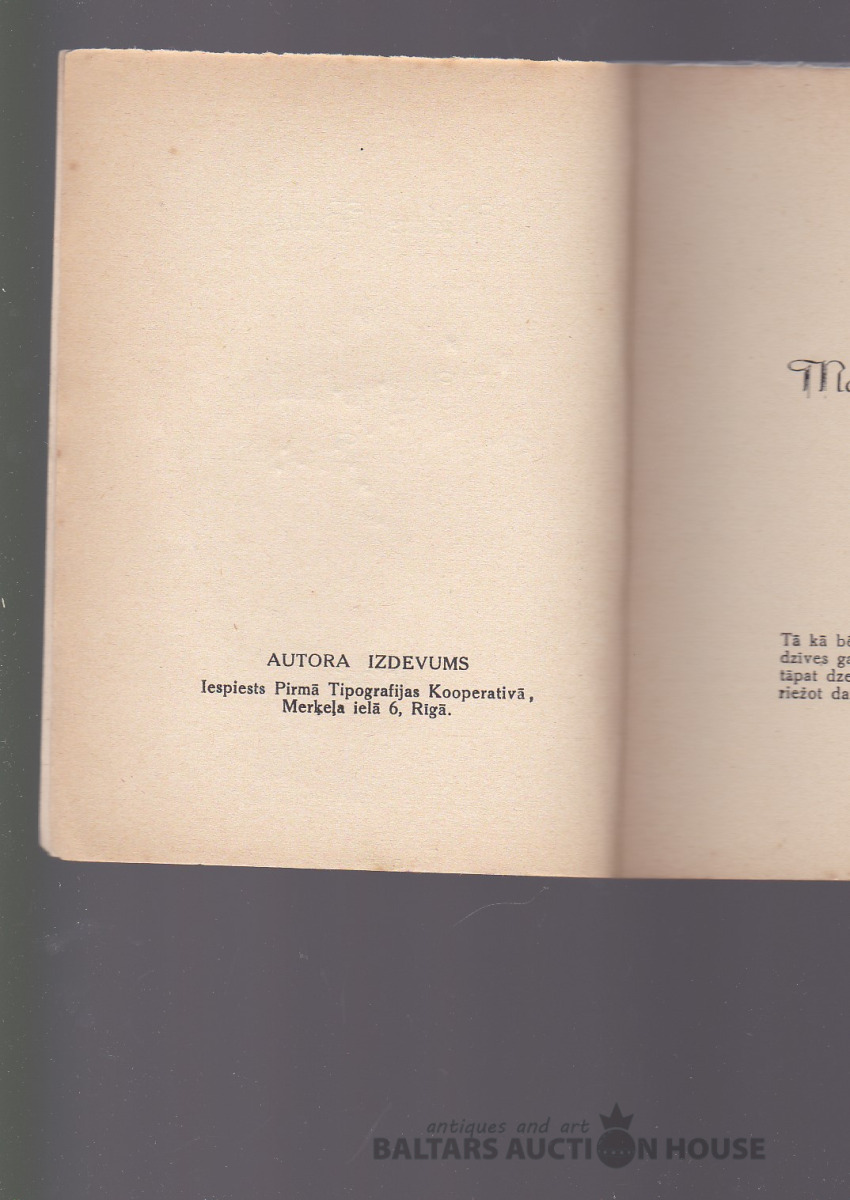 AUTORA IZDEVUMS
Iespiests Pirmā Tipografijas Kooperativā,
Merķeļa ielā 6, Rīgā.
Tā kā
dzīves
tāpat
riežot
antiques and art
BALTARS AUCTION HOUSE